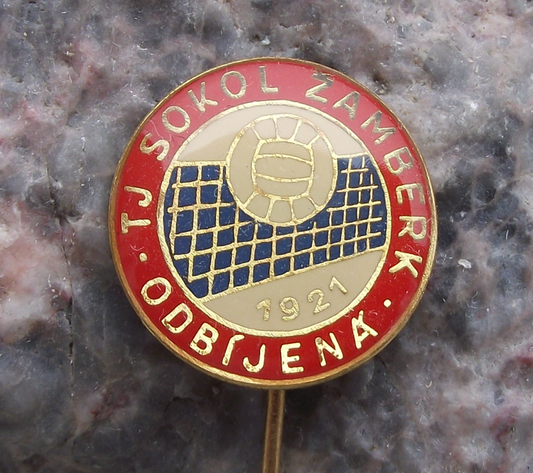 TJ SOKOL ŽAMBERK
· ODBÍJENÁ ·
1921